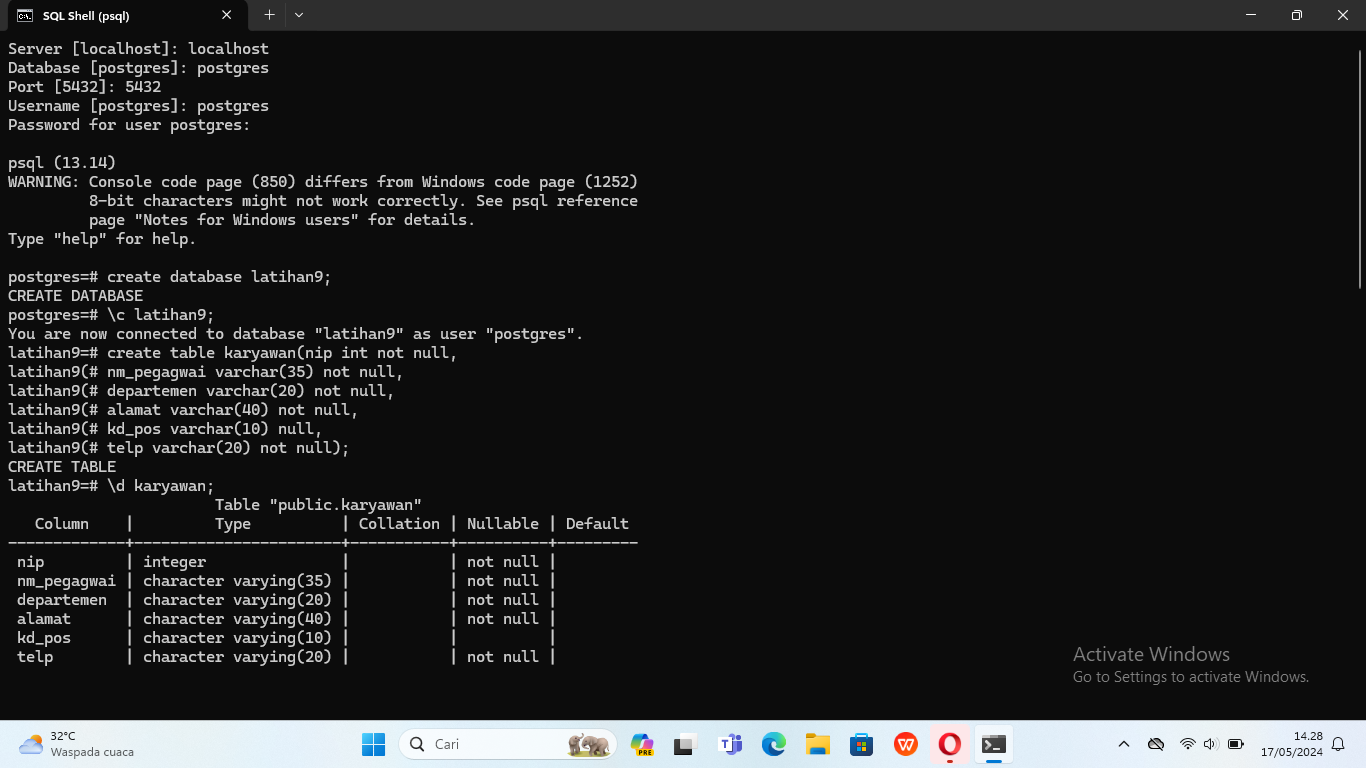 SQL Shell (psql)
Server [localhost]: localhost
Database [postgres]: postgres
Port [5432]: 5432
Username [postgres]: postgres
Password for user postgres:
psql (13.14)
WARNING: Console code page (850) differs from Windows code page (1252)
         8-bit characters might not work correctly. See psql reference
         page "Notes for Windows users" for details.
Type "help" for help.
postgres=# create database latihan9;
CREATE DATABASE
postgres=# \c latihan9;
You are now connected to database "latihan9" as user "postgres".
latihan9=# create table karyawan(nip int not null,
latihan9(# nm_pegagwai varchar(35) not null,
latihan9(# departemen varchar(20) not null,
latihan9(# alamat varchar(40) not null,
latihan9(# kd_pos varchar(10) null,
latihan9(# telp varchar(20) not null);
CREATE TABLE
latihan9=# \d karyawan;
                       Table "public.karyawan"
   Column    |         Type          | Collation | Nullable | Default
-------------+-----------------------+-----------+----------+---------
 nip         | integer               |           | not null |
 nm_pegagwai | character varying(35) |           | not null |
 departemen  | character varying(20) |           | not null |
 alamat      | character varying(40) |           | not null |
 kd_pos      | character varying(10) |           |          |
 telp        | character varying(20) |           | not null |
Activate Windows
Go to Settings to activate Windows.
32°C
Waspada cuaca
Cari
PRE
14.28
17/05/2024